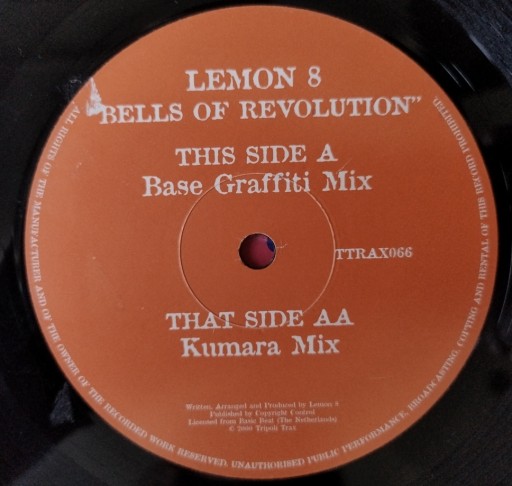 LEMON 8
"BELLS OF REVOLUTION"
THIS SIDE A
Base Graffiti Mix
TTRAX066
THAT SIDE AA
Kumara Mix
Written, Arranged and Produced by Lemon 8
Published by Copyright Control
Licensed from Basic Beat (The Netherlands)
© 2000 Tripoli Trax
ALL RIGHTS OF THE MANUFACTURER AND OF THE OWNER OF THE RECORDED WORK RESERVED. UNAUTHORISED PUBLIC PERFORMANCE, BROADCASTING, COPYING AND RENTAL OF THIS RECORD PROHIBITED.